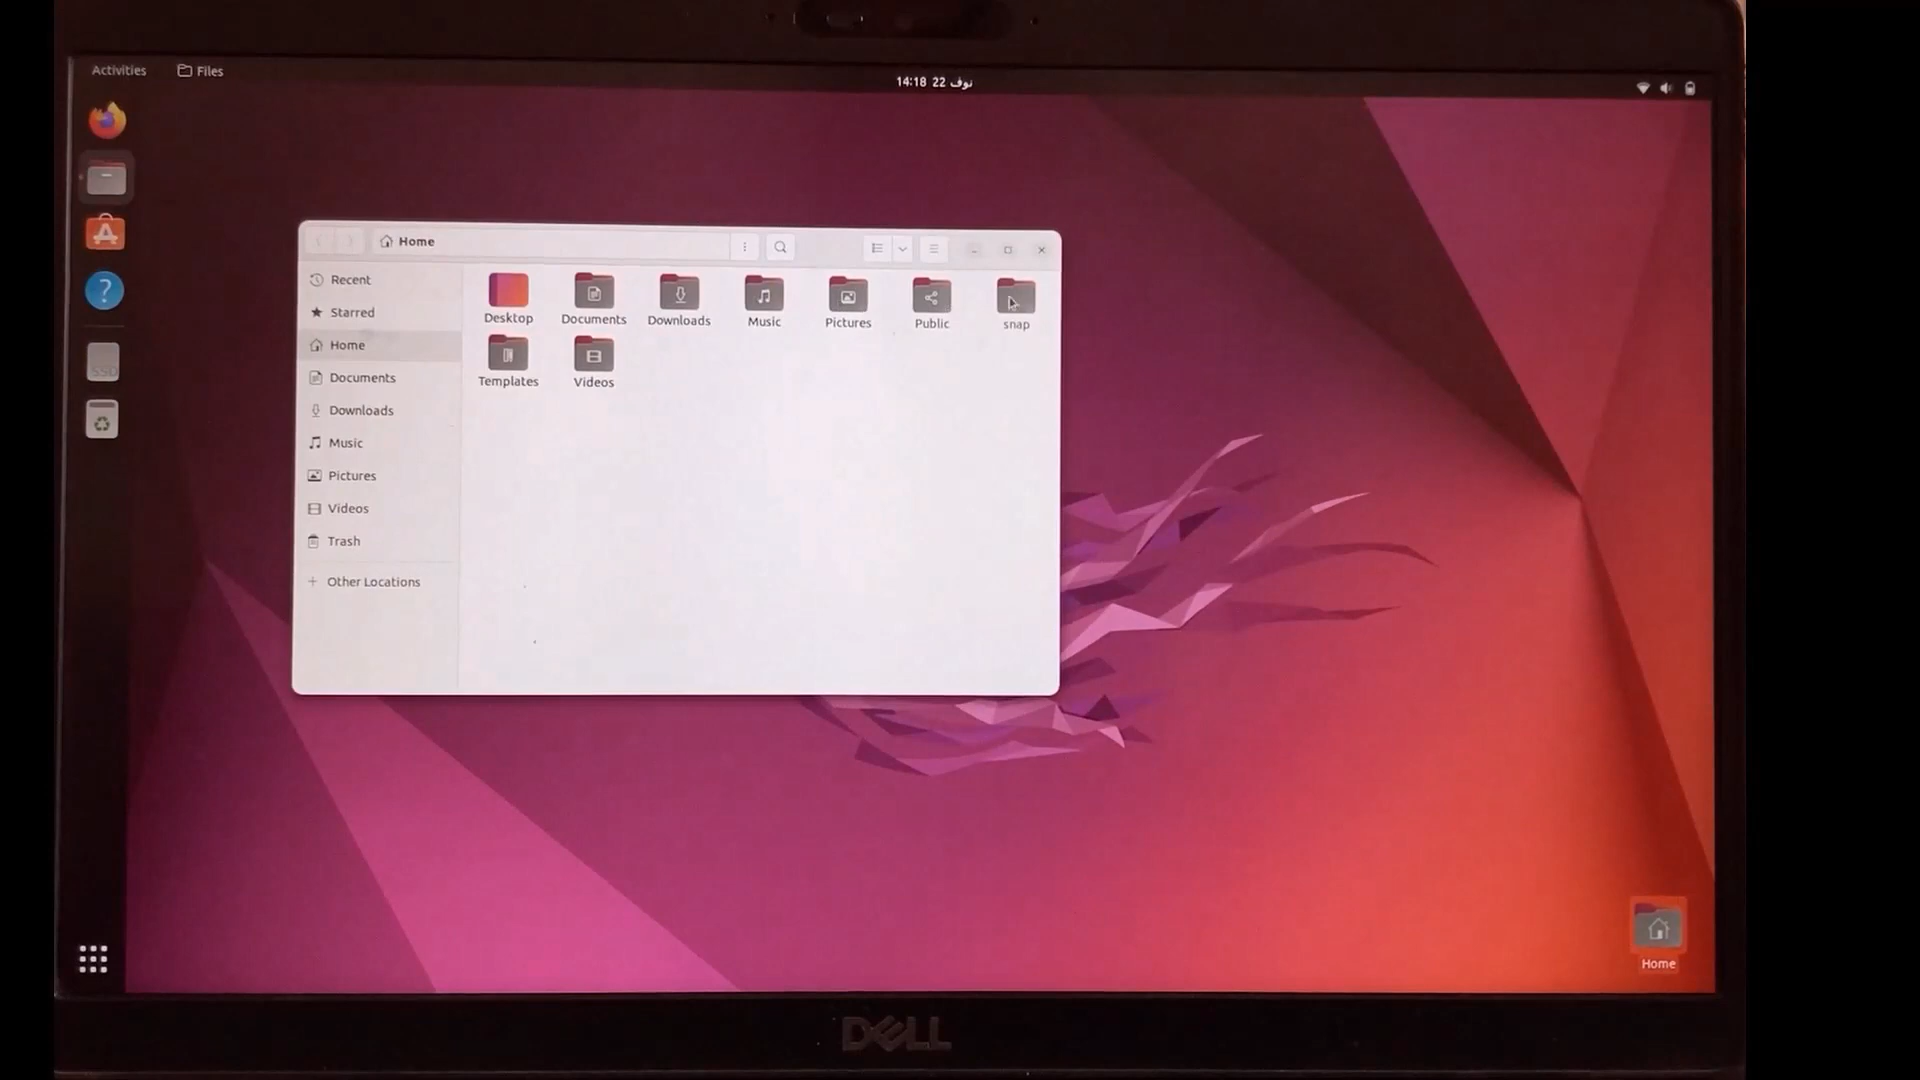 Activities
Files
14:18 22 نوف
Home
Recent
Starred
Home
Documents
Downloads
Music
Pictures
Videos
Trash
Other Locations
Desktop
Documents
Downloads
Music
Pictures
Public
snap
Templates
Videos
SSD
Home
DELL